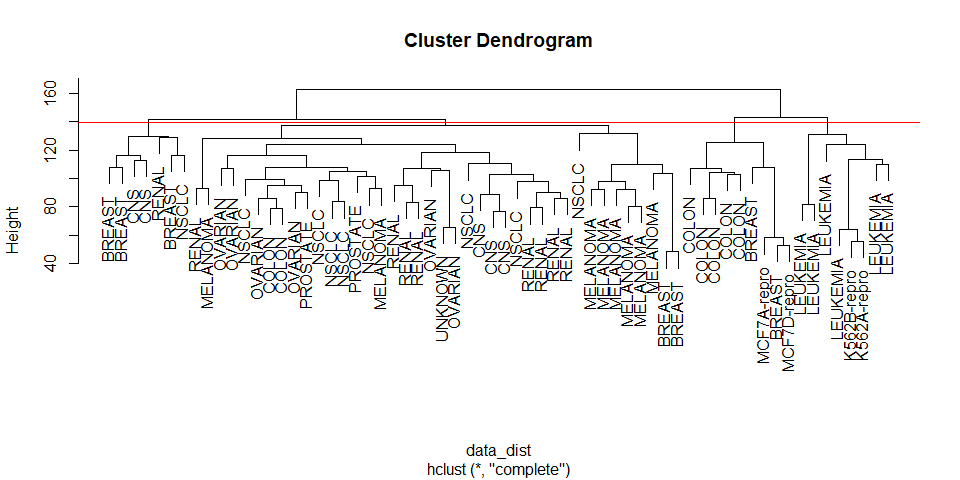 Cluster Dendrogram
Height
160
120
80
40
BREAST
BREAST
CNS
CNS
RENAL
BREAST
NSCLC
RENAL
MELANOMA
OVARIAN
OVARIAN
NSCLC
OVARIAN
COLON
COLON
OVARIAN
PROSTATE
NSCLC
NSCLC
NSCLC
PROSTATE
NSCLC
MELANOMA
RENAL
RENAL
RENAL
OVARIAN
UNKNOWN
OVARIAN
NSCLC
CNS
CNS
CNS
NSCLC
RENAL
RENAL
RENAL
RENAL
NSCLC
MELANOMA
MELANOMA
MELANOMA
MELANOMA
MELANOMA
MELANOMA
BREAST
BREAST
COLON
COLON
COLON
COLON
COLON
BREAST
MCF7A-repro
BREAST
MCF7D-repro
LEUKEMIA
LEUKEMIA
LEUKEMIA
LEUKEMIA
K562B-repro
K562A-repro
LEUKEMIA
LEUKEMIA
data_dist
hclust (*, "complete")